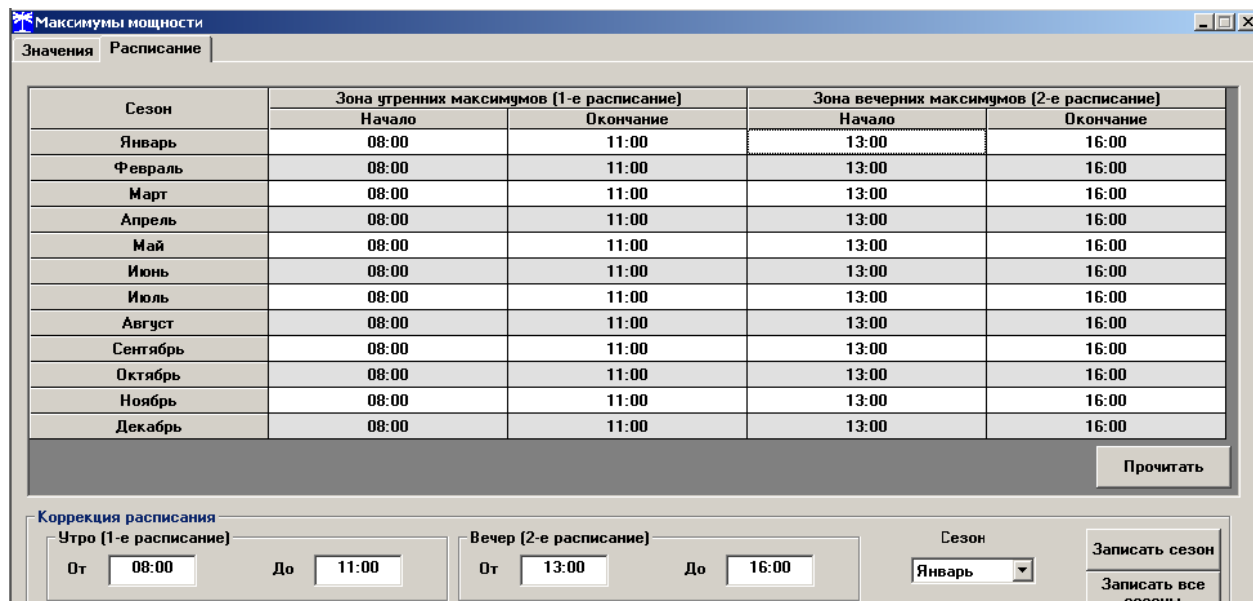 Максимумы мощности
Значения Расписание
Сезон Зона утренних максимумов (1-е расписание) Зона вечерних максимумов (2-е расписание)
Начало Окончание Начало Окончание
Январь 08:00 11:00 13:00 16:00
Февраль 08:00 11:00 13:00 16:00
Март 08:00 11:00 13:00 16:00
Апрель 08:00 11:00 13:00 16:00
Май 08:00 11:00 13:00 16:00
Июнь 08:00 11:00 13:00 16:00
Июль 08:00 11:00 13:00 16:00
Август 08:00 11:00 13:00 16:00
Сентябрь 08:00 11:00 13:00 16:00
Октябрь 08:00 11:00 13:00 16:00
Ноябрь 08:00 11:00 13:00 16:00
Декабрь 08:00 11:00 13:00 16:00
Прочитать
Коррекция расписания
Утро (1-е расписание) Вечер (2-е расписание) Сезон
От 08:00 До 11:00 От 13:00 До 16:00 Январь
Записать сезон
Записать все